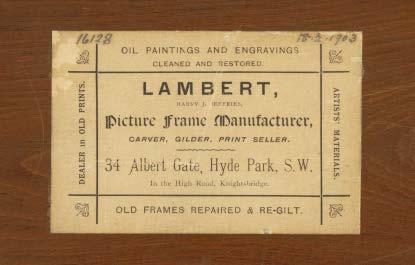 16128
18-2-1903
OIL PAINTINGS AND ENGRAVINGS
CLEANED AND RESTORED.
DEALER in OLD PRINTS.
LAMBERT,
HARRY J. JEFFRIES,
Picture Frame Manufacturer,
CARVER, GILDER, PRINT SELLER.
34 Albert Gate, Hyde Park, S.W.
In the High Road, Knightsbridge.
ARTISTS' MATERIALS.
OLD FRAMES REPAIRED & RE-GILT.